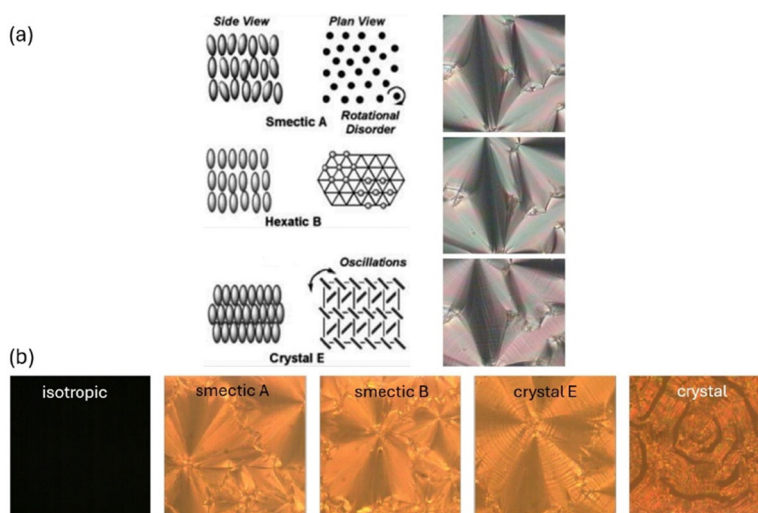 (a)
Side View
Plan View
Smectic A
Rotational
Disorder
Hexatic B
Oscillations
Crystal E
(b)
isotropic
smectic A
smectic B
crystal E
crystal